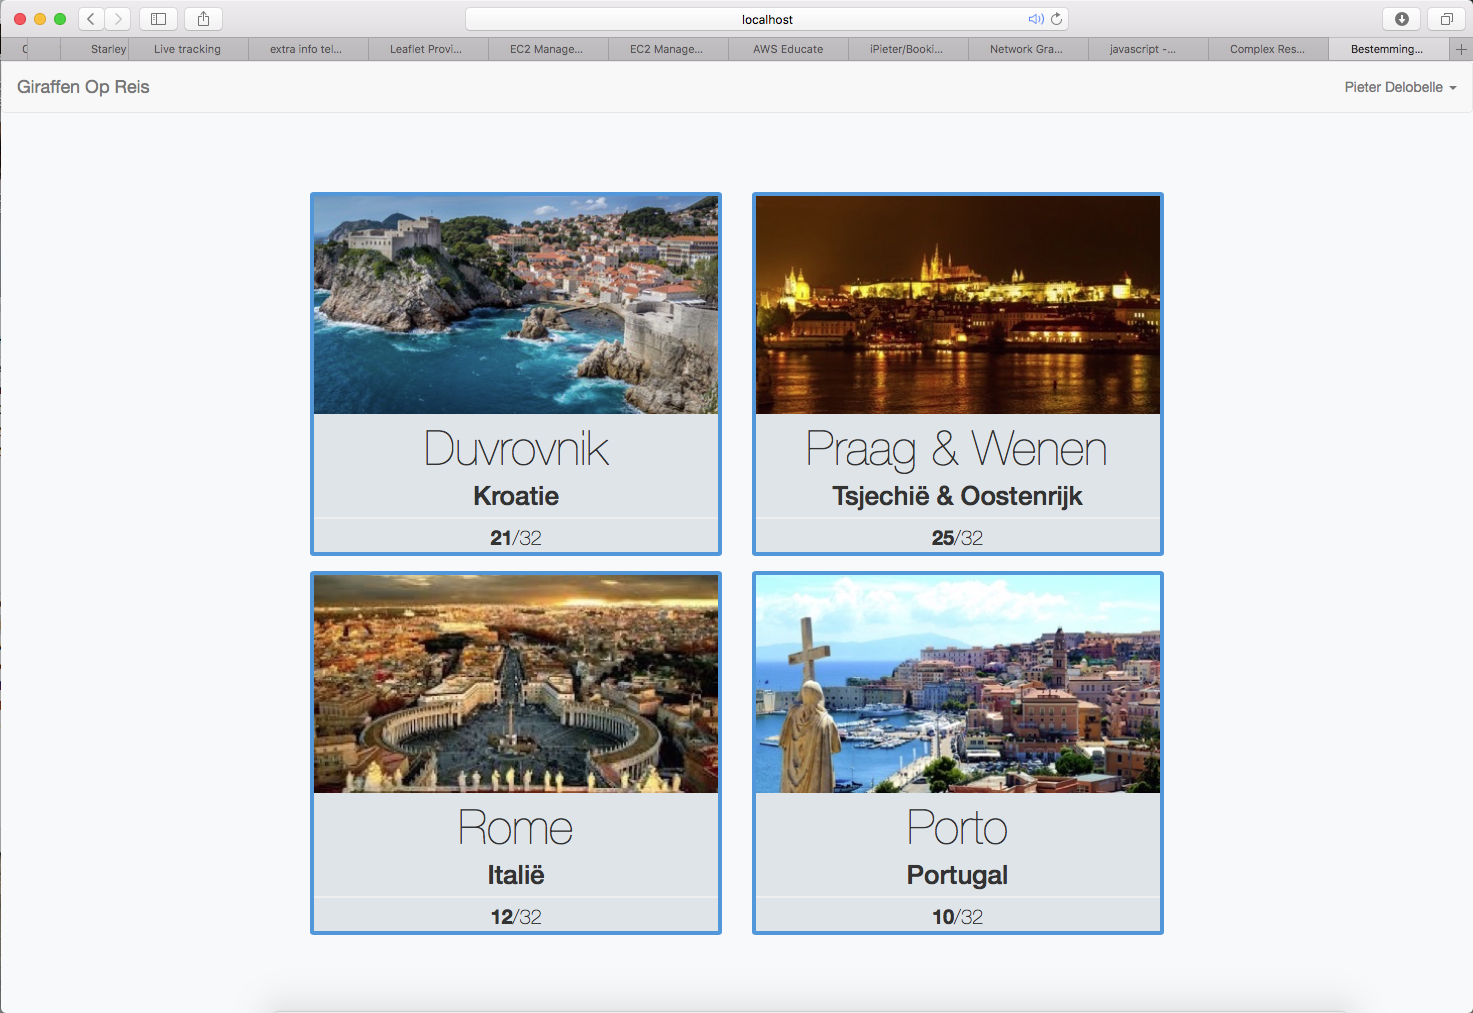 localhost
C
Starley
Live tracking
extra info tel...
Leaflet Provi...
EC2 Manage...
EC2 Manage...
AWS Educate
iPieter/Booki...
Network Gra...
javascript -...
Complex Res...
Bestemming...
Giraffen Op Reis
Pieter Delobelle
Duvrovnik
Kroatie
21/32
Praag & Wenen
Tsjechië & Oostenrijk
25/32
Rome
Italië
12/32
Porto
Portugal
10/32